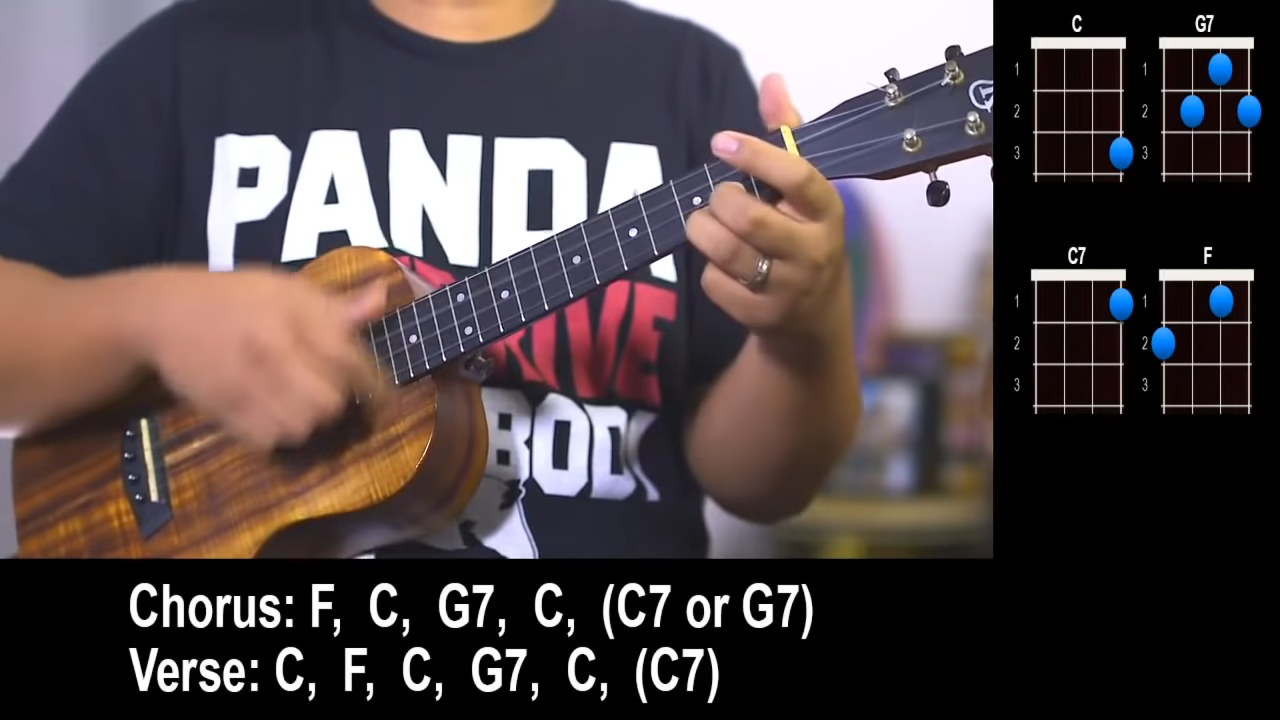 PANDA
RIVE
BOD
C
G7
1
2
3
1
2
3
C7
F
1
2
3
1
2
3
Chorus: F, C, G7, C, (C7 or G7)
Verse: C, F, C, G7, C, (C7)